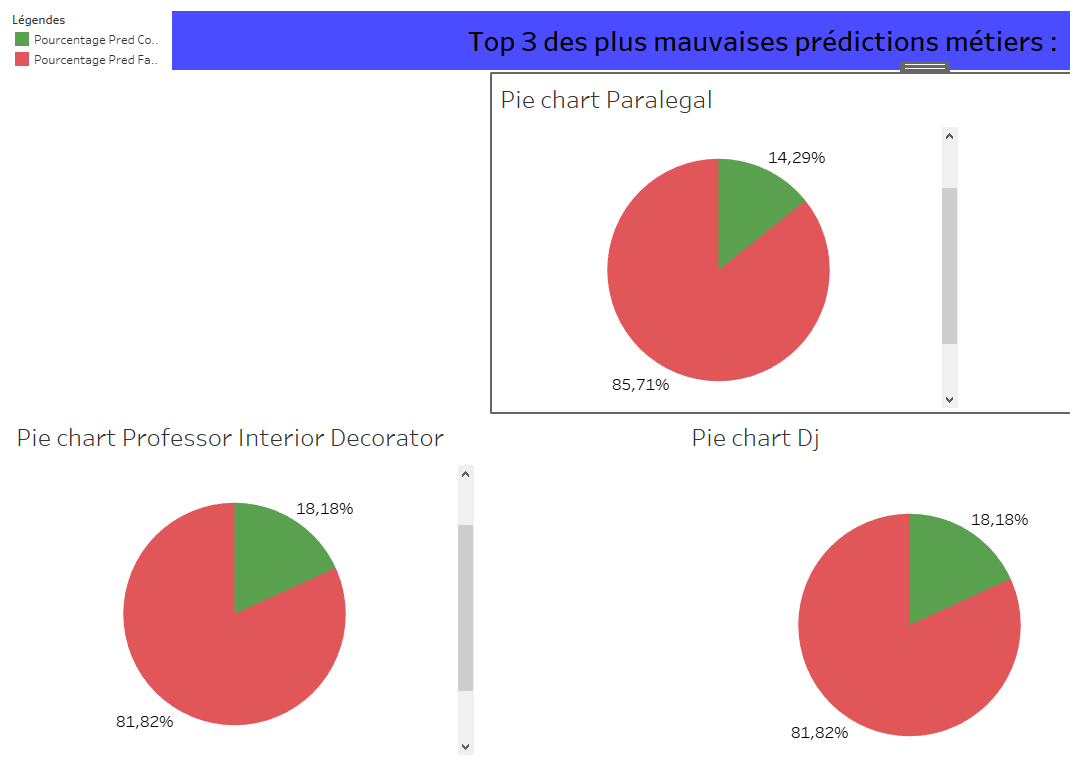 Légendes
Pourcentage Pred Co..
Pourcentage Pred Fa..
Top 3 des plus mauvaises prédictions métiers :
Pie chart Paralegal
14,29%
85,71%
Pie chart Professor Interior Decorator
18,18%
81,82%
Pie chart Dj
18,18%
81,82%